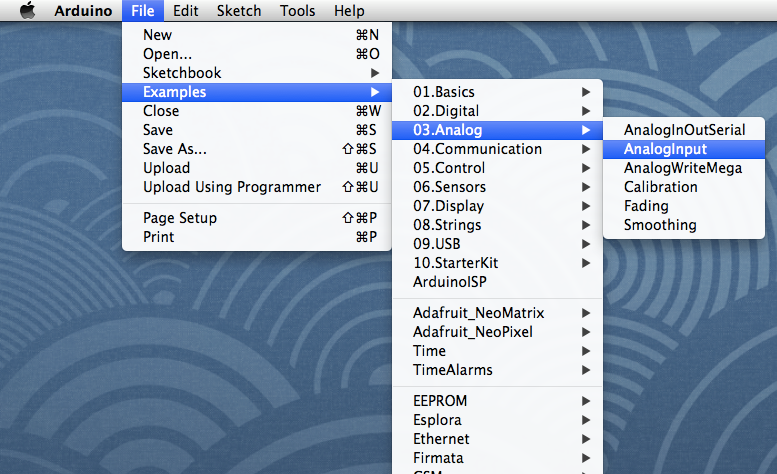 Arduino File Edit Sketch Tools Help
New ⌘N
Open... ⌘O
Sketchbook
Examples
Close ⌘W
Save ⌘S
Save As... ⇧⌘S
Upload ⌘U
Upload Using Programmer ⇧⌘U
Page Setup ⇧⌘P
Print ⌘P
01.Basics
02.Digital
03.Analog
04.Communication
05.Control
06.Sensors
07.Display
08.Strings
09.USB
10.StarterKit
ArduinoISP
Adafruit_NeoMatrix
Adafruit_NeoPixel
Time
TimeAlarms
EEPROM
Esplora
Ethernet
Firmata
AnalogInOutSerial
AnalogInput
AnalogWriteMega
Calibration
Fading
Smoothing